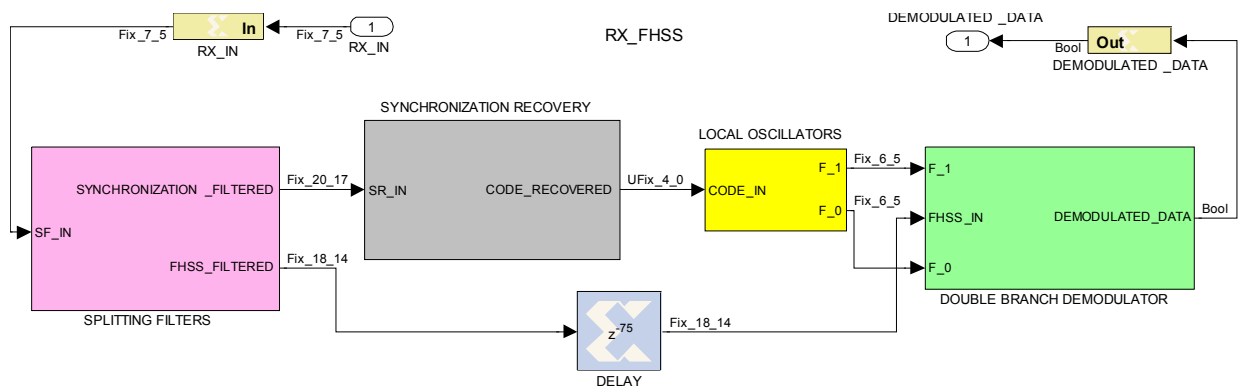 DEMODULATED _DATA
In
1
RX_FHSS
1
Out
Fix_7_5
Fix_7_5
RX_IN
RX_IN
Bool
DEMODULATED _DATA
SYNCHRONIZATION RECOVERY
LOCAL OSCILLATORS
SYNCHRONIZATION _FILTERED
Fix_20_17
SR_IN
CODE_RECOVERED
UFix_4_0
CODE_IN
F_1
Fix_6_5
F_1
SF_IN
F_0
Fix_6_5
FHSS_IN
DEMODULATED_DATA
Bool
FHSS_FILTERED
Fix_18_14
F_0
SPLITTING FILTERS
z-75
Fix_18_14
DOUBLE BRANCH DEMODULATOR
DELAY